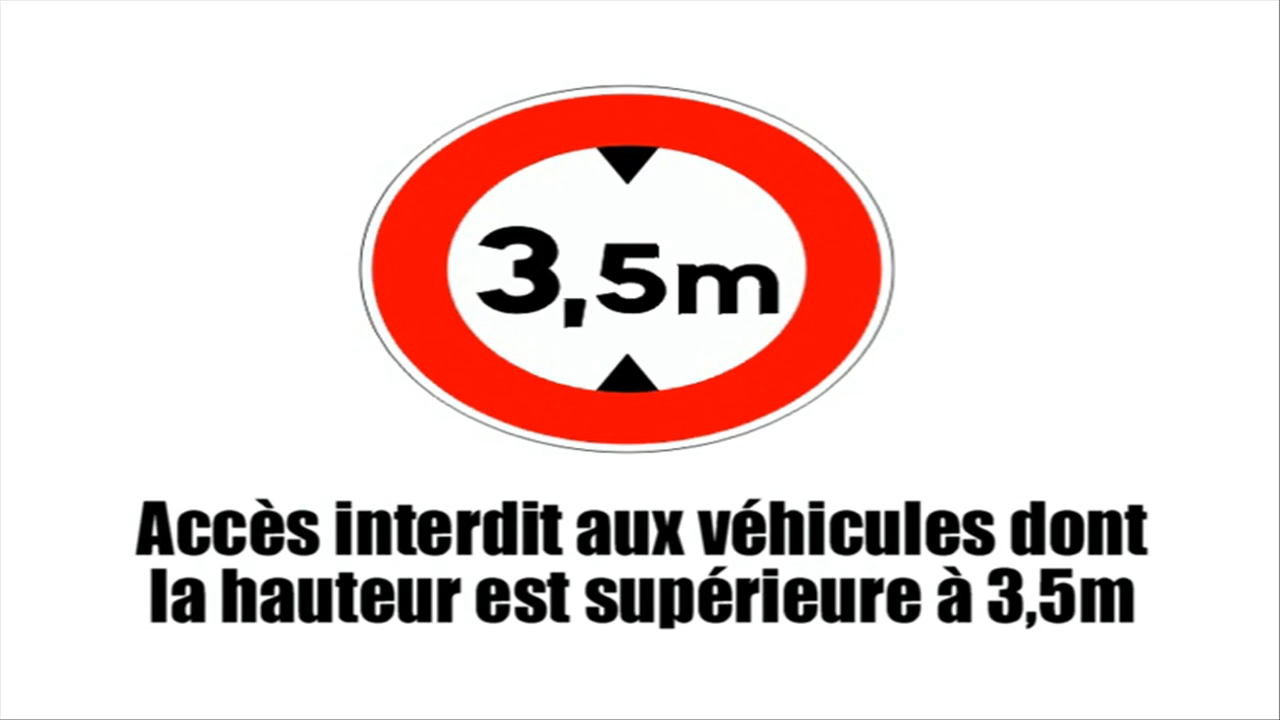 3,5m
Accès interdit aux véhicules dont
la hauteur est supérieure à 3,5m